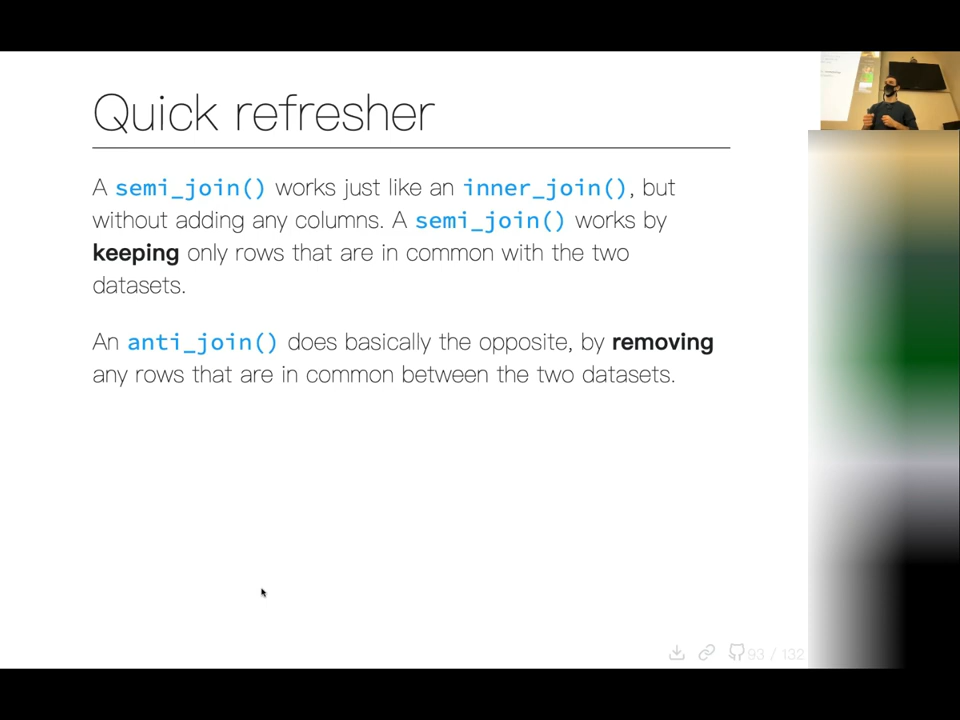 Quick refresher
A semi_join() works just like an inner_join(), but
without adding any columns. A semi_join() works by
keeping only rows that are in common with the two
datasets.
An anti_join() does basically the opposite, by removing
any rows that are in common between the two datasets.
93 / 132